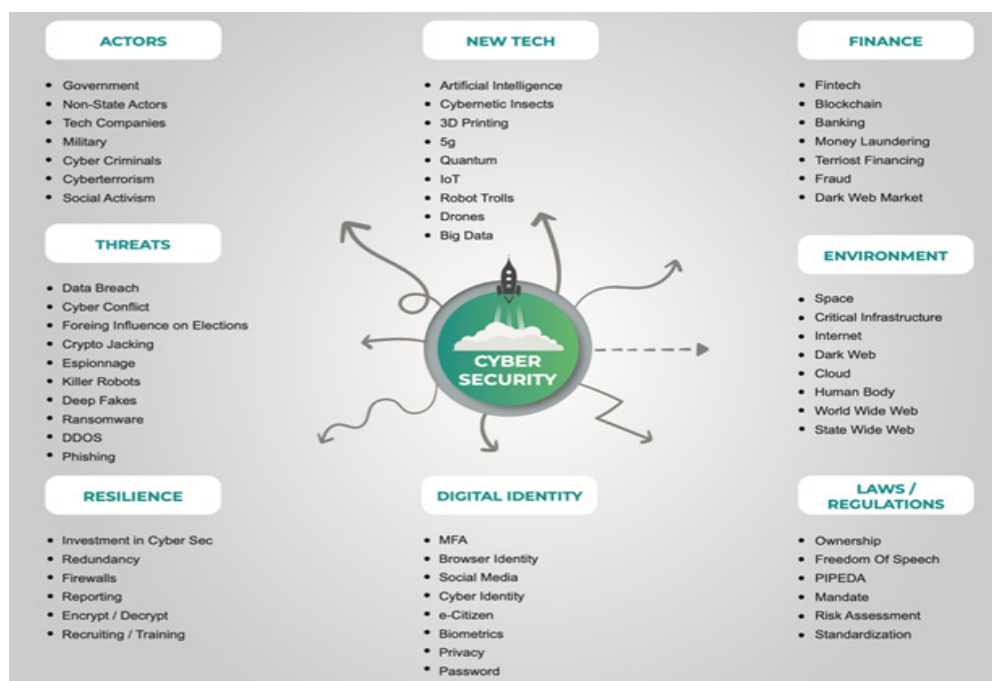 ACTORS
Government
Non-State Actors
Tech Companies
Military
Cyber Criminals
Cyberterrorism
Social Activism
THREATS
Data Breach
Cyber Conflict
Foreing Influence on Elections
Crypto Jacking
Espionnage
Killer Robots
Deep Fakes
Ransomware
DDOS
Phishing
RESILIENCE
Investment in Cyber Sec
Redundancy
Firewalls
Reporting
Encrypt / Decrypt
Recruiting / Training
NEW TECH
Artificial Intelligence
Cybernetic Insects
3D Printing
5g
Quantum
IoT
Robot Trolls
Drones
Big Data
CYBER
SECURITY
DIGITAL IDENTITY
MFA
Browser Identity
Social Media
Cyber Identity
e-Citizen
Biometrics
Privacy
Password
FINANCE
Fintech
Blockchain
Banking
Money Laundering
Terriost Financing
Fraud
Dark Web Market
ENVIRONMENT
Space
Critical Infrastructure
Internet
Dark Web
Cloud
Human Body
World Wide Web
State Wide Web
LAWS /
REGULATIONS
Ownership
Freedom Of Speech
PIPEDA
Mandate
Risk Assessment
Standardization